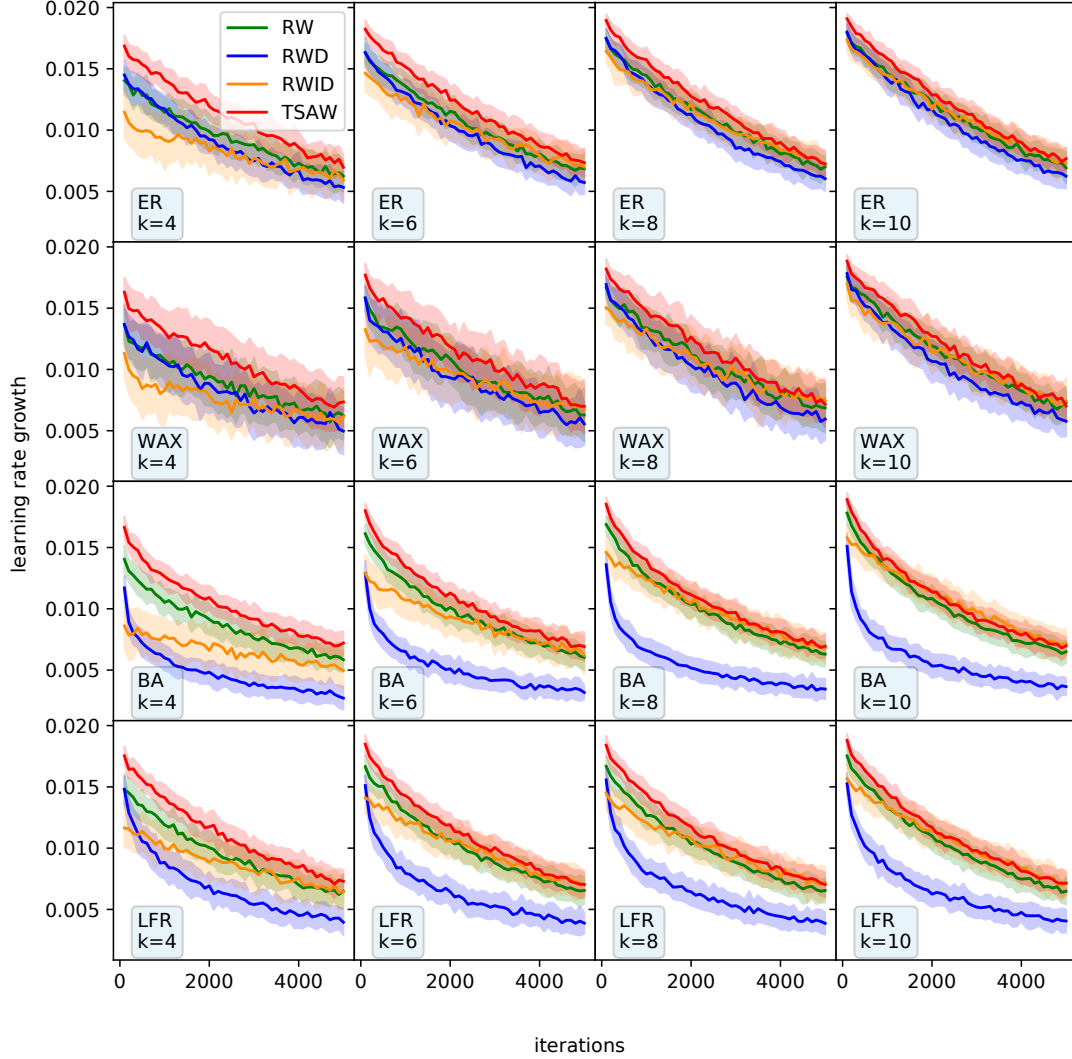 0.020
0.015
0.010
0.005
RW
RWD
RWID
TSAW
ER
k=4
ER
k=6
ER
k=8
ER
k=10
0.020
0.015
0.010
0.005
WAX
k=4
WAX
k=6
WAX
k=8
WAX
k=10
learning rate growth
0.020
0.015
0.010
0.005
BA
k=4
BA
k=6
BA
k=8
BA
k=10
0.020
0.015
0.010
0.005
LFR
k=4
LFR
k=6
LFR
k=8
LFR
k=10
0 2000 4000 0 2000 4000 0 2000 4000 0 2000 4000
iterations